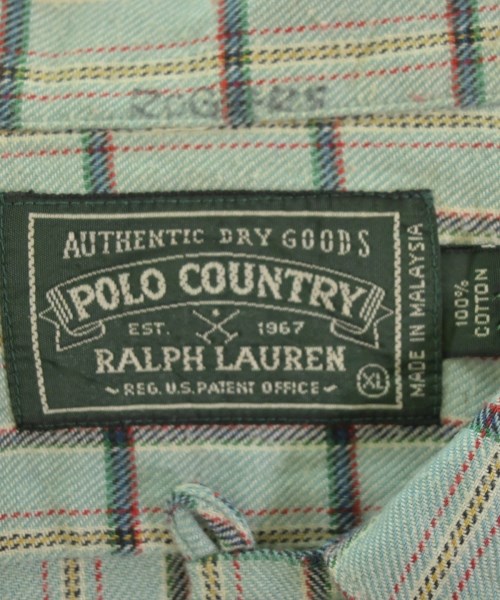 AUTHENTIC DRY GOODS
POLO COUNTRY
EST. 1967
RALPH LAUREN
~ REG. U.S. PATENT OFFICE ~
XL
MADE IN MALAYSIA
100%
COTTON